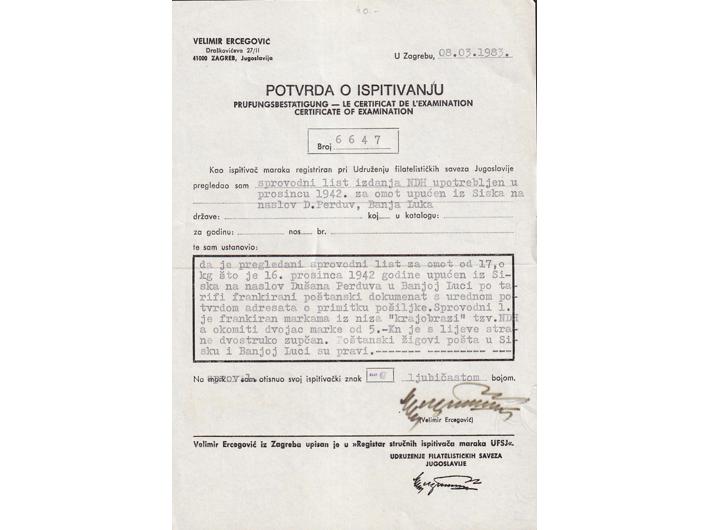 40.-
VELIMIR ERCEGOVIĆ
Draškovićeva 27/II
41000 ZAGREB, Jugoslavija
U Zagrebu, 08.03.1983.
POTVRDA O ISPITIVANJU
PRUFUNGSBESTATIGUNG — LE CERTIFICAT DE L'EXAMINATION
CERTIFICATE OF EXAMINATION
Broj 6647
Kao ispitivač maraka registriran pri Udruženju filatelističkih saveza Jugoslavije
pregledao sam sprovodni list izdanja NDH upotrebljen u
prosincu 1942. za omot upućen iz Siska na
naslov D.Perduv, Banja Luka
države: koj u katalogu:
za godinu: nos br.
te sam ustanovio:
da je pregledani sprovodni list za omot od 17,o
kg što je 16. prosinca 1942 godine upućen iz Si-
ska na naslov Dušana Perduva u Banjoj Luci po ta-
rifi frankirani poštanski dokumenat s urednom po-
tvrdom adresata o primitku pošiljke.Sprovodni l.
je frankiran markama iz niza "krajobrazi" tzv.NDH
a okomiti dvojac marke od 5.-Kn je s lijeve stra-
ne dvostruko zupčan. Poštanski žigovi pošta u Si-
sku i Banjoj Luci su pravi.------- --------- ----
Na sam otisnuo svoj ispitivački znak ljubičastom bojom.
(Velimir Ercegović)
Velimir Ercegović iz Zagreba upisan je u »Registar stručnih ispitivača maraka UFSJ«.
UDRUŽENJE FILATELISTIČKIH SAVEZA
JUGOSLAVIJE